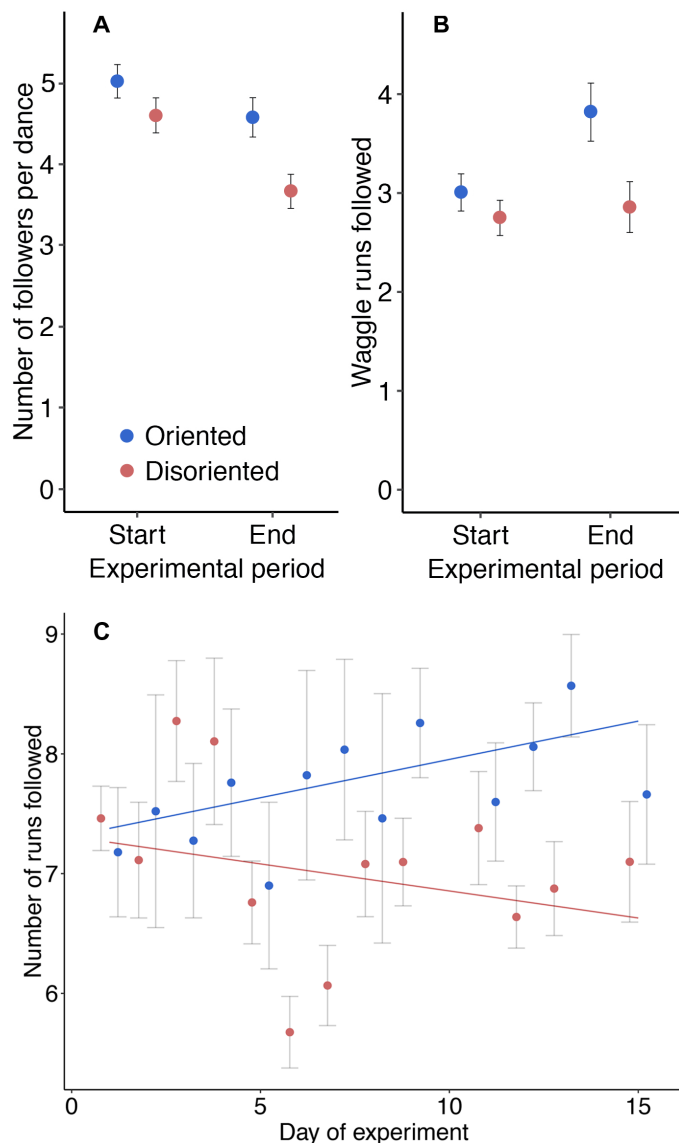 A
Number of followers per dance
5
4
3
2
1
0
Oriented
Disoriented
Start
End
Experimental period
B
Waggle runs followed
4
3
2
1
0
Start
End
Experimental period
C
Number of runs followed
9
8
7
6
0
5
10
15
Day of experiment